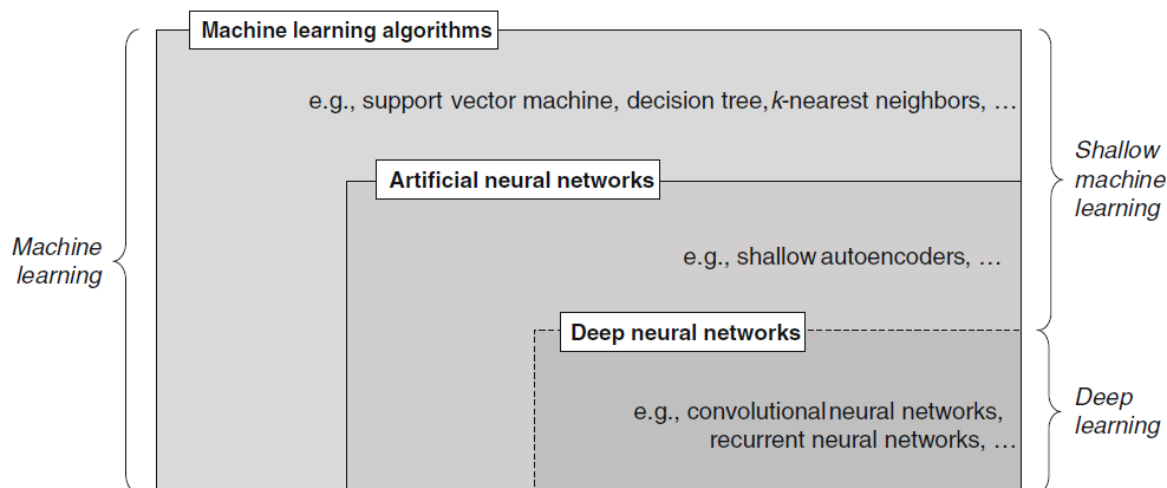 Machine learning algorithms
e.g., support vector machine, decision tree, k-nearest neighbors, …
Artificial neural networks
Shallow
machine
learning
Machine
learning
e.g., shallow autoencoders, …
Deep neural networks
e.g., convolutional neural networks,
recurrent neural networks, …
Deep
learning